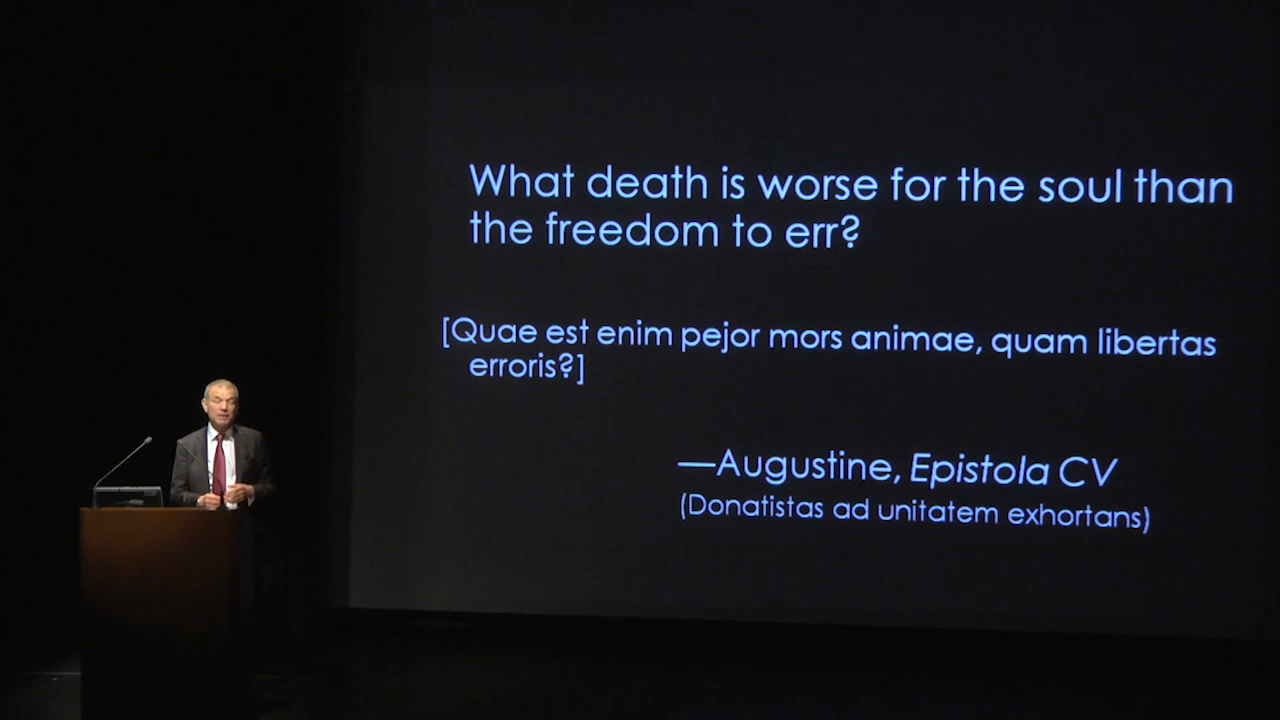 What death is worse for the soul than
the freedom to err?
[Quae est enim pejor mors animae, quam libertas
erroris?]
—Augustine, Epistola CV
(Donatistas ad unitatem exhortans)